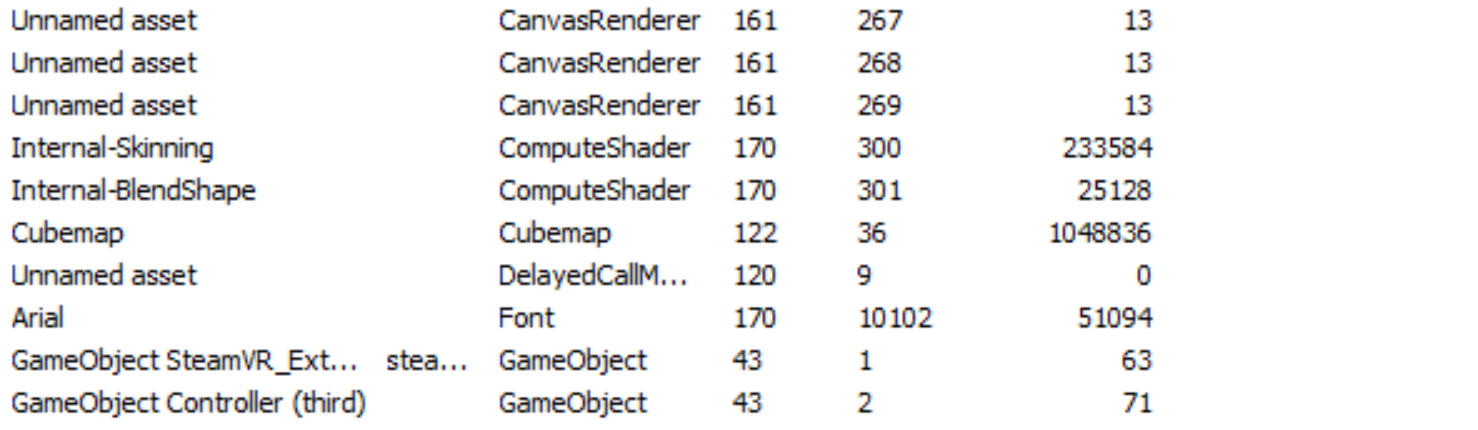 Unnamed asset CanvasRenderer 161 267 13
Unnamed asset CanvasRenderer 161 268 13
Unnamed asset CanvasRenderer 161 269 13
Internal-Skinning ComputeShader 170 300 233584
Internal-BlendShape ComputeShader 170 301 25128
Cubemap Cubemap 122 36 1048836
Unnamed asset DelayedCallM... 120 9 0
Arial Font 170 10102 51094
GameObject SteamVR_Ext... stea... GameObject 43 1 63
GameObject Controller (third) GameObject 43 2 71